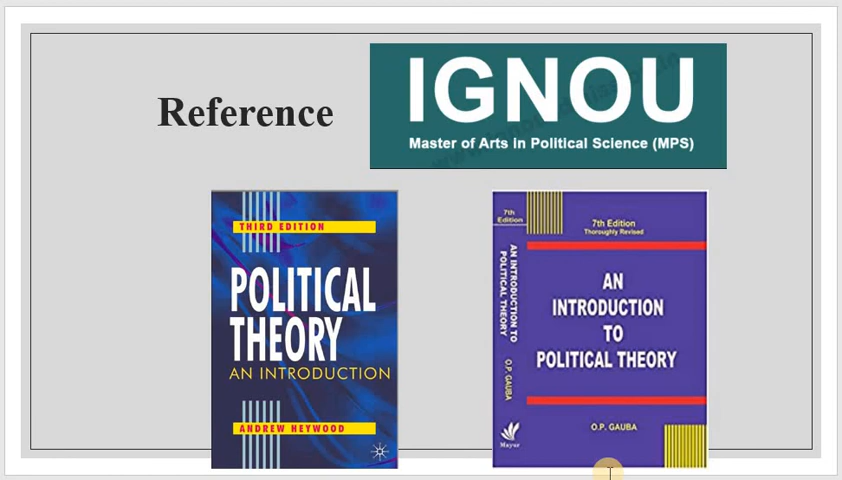 Reference
IGNOU
Master of Arts in Political Science (MPS)
THIRD EDITION
POLITICAL
THEORY
AN INTRODUCTION
ANDREW HEYWOOD
7th
Edition
AN INTRODUCTION TO
POLITICAL THEORY
O.P. GAUBA
Mayur
7th Edition
Thoroughly Revised
AN
INTRODUCTION
TO
POLITICAL THEORY
O.P. GAUBA